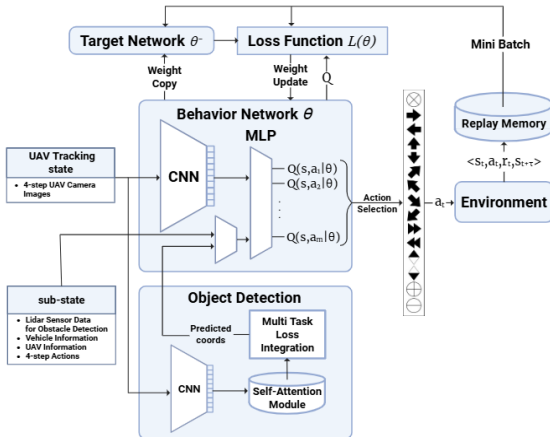 Target Network θ⁻
Loss Function L(θ)
Mini Batch
Weight
Copy
Weight
Update
Q
Behavior Network θ
MLP
Replay Memory
UAV Tracking
state
• 4-step UAV Camera
Images
CNN
Q(s,a₁|θ)
Q(s,a₂|θ)
Q(s,aₘ|θ)
Action
Selection
aₜ
<sₜ,aₜ,rₜ,sₜ₊τ>
Environment
sub-state
• Lidar Sensor Data
for Obstacle Detection
• Vehicle Information
• UAV Information
• 4-step Actions
Object Detection
Predicted
coords
Multi Task
Loss
Integration
CNN
Self-Attention
Module